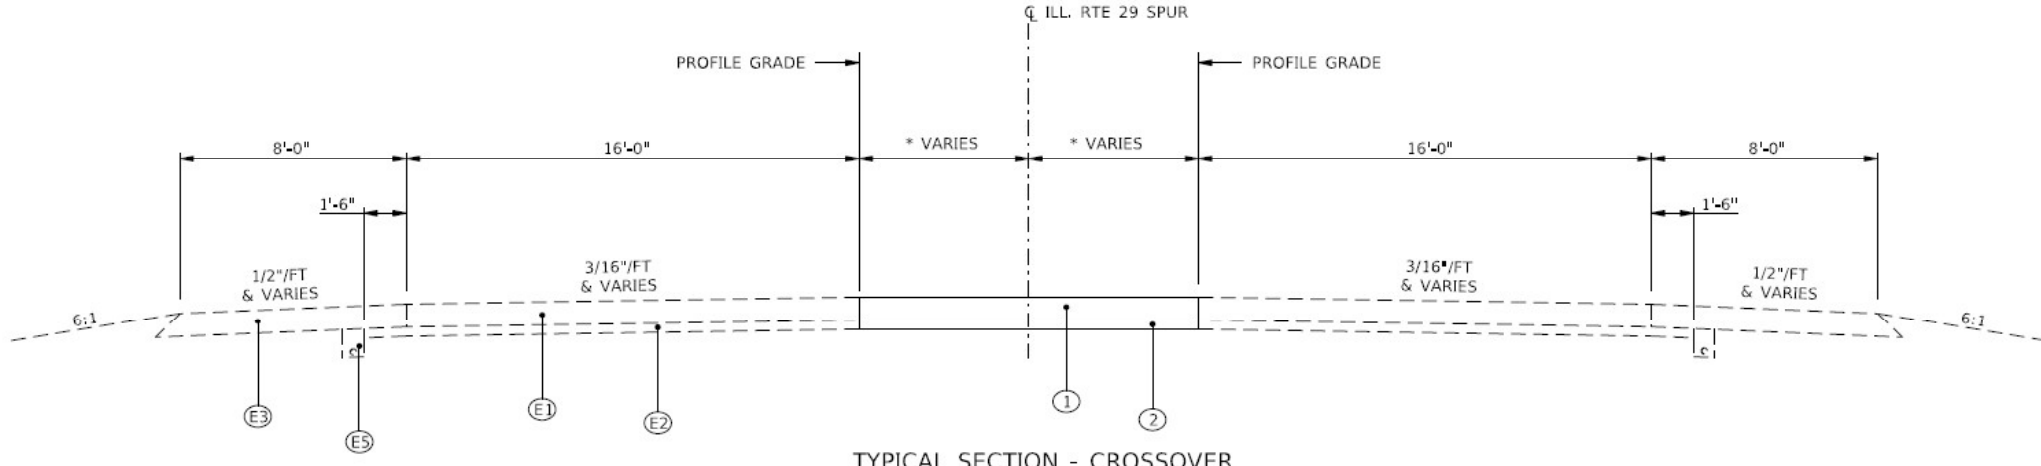 ℄ ILL. RTE 29 SPUR
PROFILE GRADE
PROFILE GRADE
8'-0"
16'-0"
* VARIES
* VARIES
16'-0"
8'-0"
1'-6"
1'-6"
1/2"/FT
& VARIES
3/16"/FT
& VARIES
3/16"/FT
& VARIES
1/2"/FT
& VARIES
6:1
6:1
E3
E5
E1
E2
1
2
TYPICAL SECTION - CROSSOVER